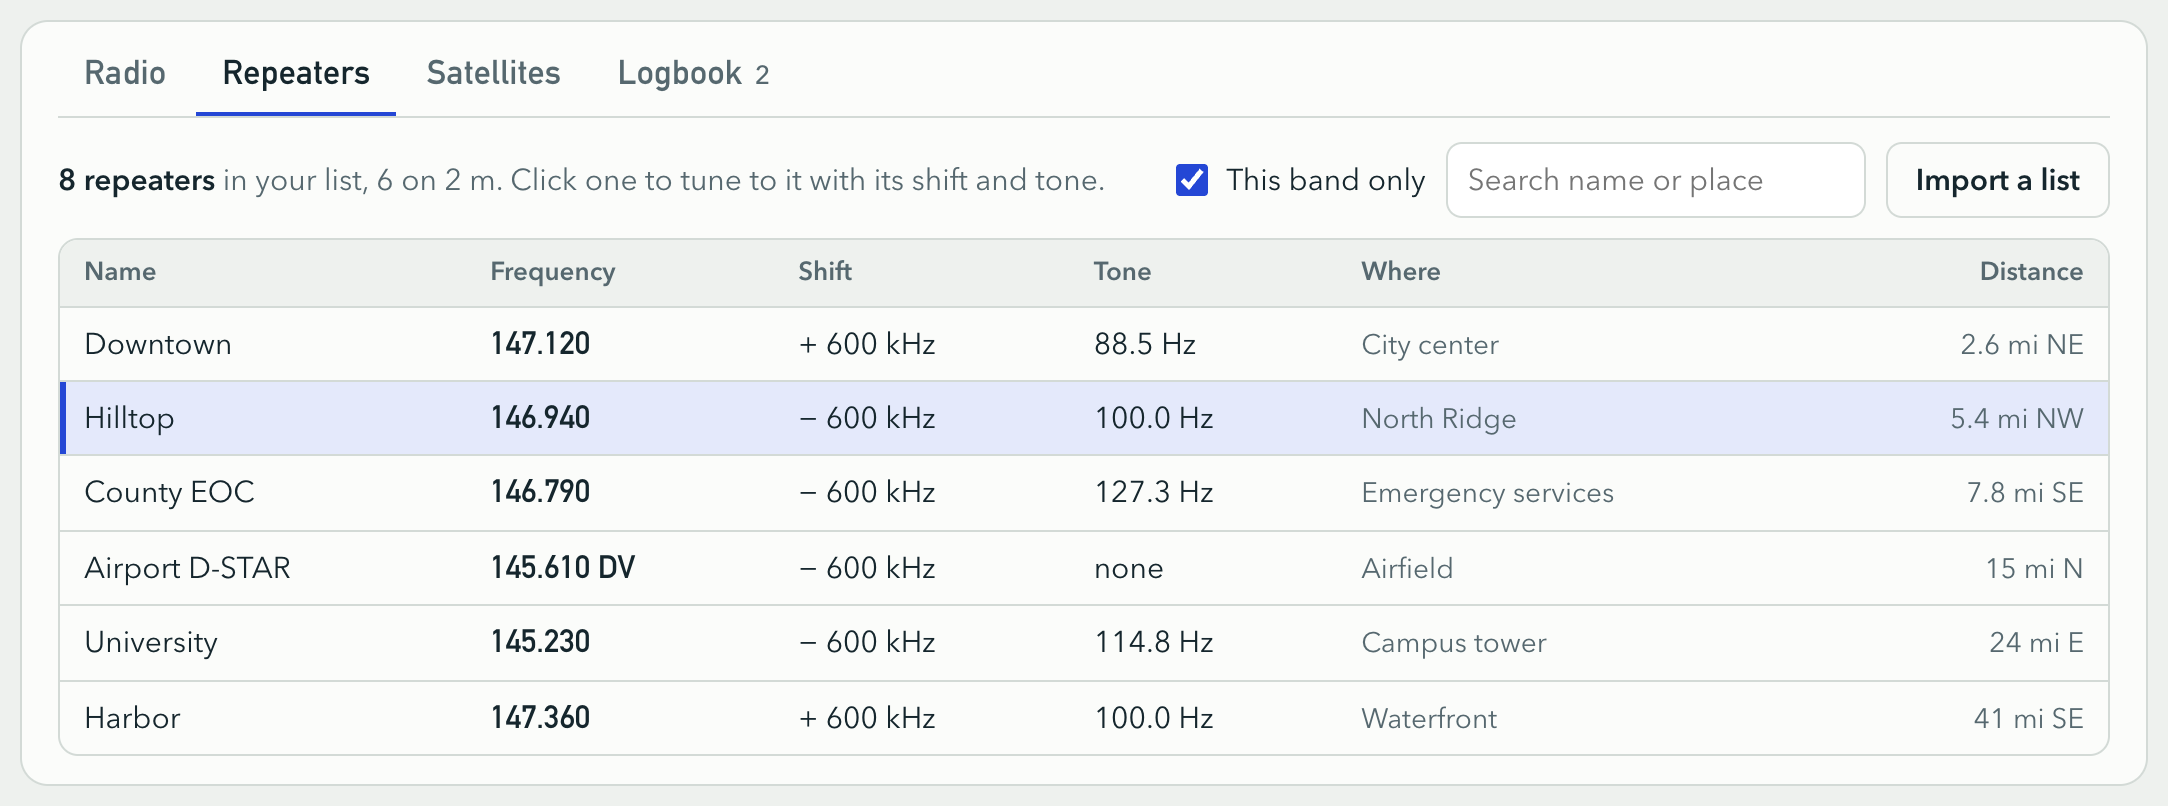 Radio Repeaters Satellites Logbook 2
8 repeaters in your list, 6 on 2 m. Click one to tune to it with its shift and tone. This band only Search name or place Import a list
Name Frequency Shift Tone Where Distance
Downtown 147.120 + 600 kHz 88.5 Hz City center 2.6 mi NE
Hilltop 146.940 − 600 kHz 100.0 Hz North Ridge 5.4 mi NW
County EOC 146.790 − 600 kHz 127.3 Hz Emergency services 7.8 mi SE
Airport D-STAR 145.610 DV − 600 kHz none Airfield 15 mi N
University 145.230 − 600 kHz 114.8 Hz Campus tower 24 mi E
Harbor 147.360 + 600 kHz 100.0 Hz Waterfront 41 mi SE